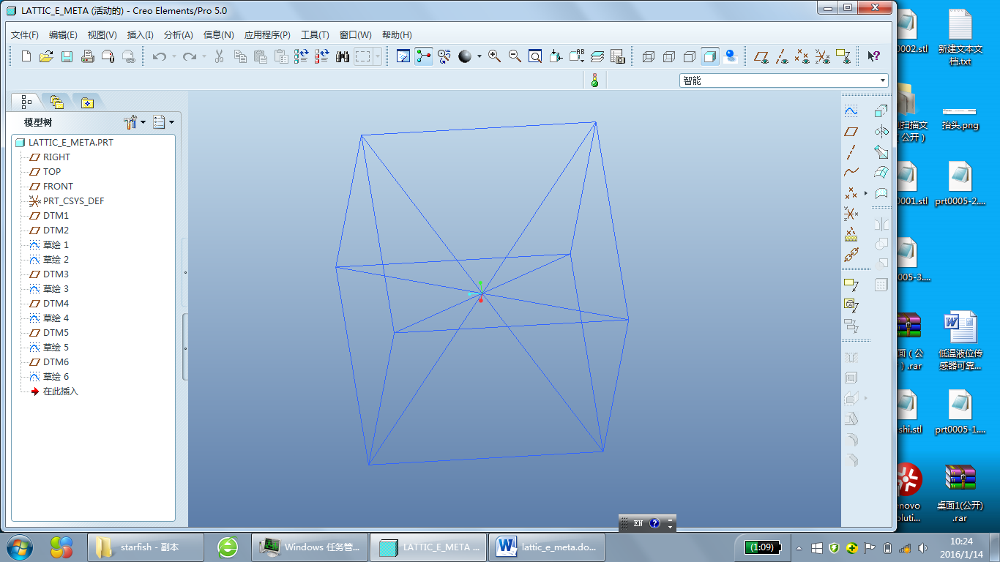 LATTIC_E_META (活动的) - Creo Elements/Pro 5.0
文件(F) 编辑(E) 视图(V) 插入(I) 分析(A) 信息(N) 应用程序(P) 工具(T) 窗口(W) 帮助(H)
智能
模型树
LATTIC_E_META.PRT
RIGHT
TOP
FRONT
PRT_CSYS_DEF
DTM1
DTM2
草绘 1
草绘 2
DTM3
草绘 3
DTM4
草绘 4
DTM5
草绘 5
DTM6
草绘 6
在此插入
0002.stl
新建文本文
档.txt
扫描文
(公开)
抬头.png
0001.stl
prt0005-2....
005-3....
面(公
).rar
低温液位传
感器可靠...
shi.stl
prt0005-1....
enovo
oluti...
桌面1(公开)
.rar
EN
starfish - 副本
Windows 任务管...
LATTIC_E_META ...
lattic_e_meta.do...
(1:09)
10:24
2016/1/14